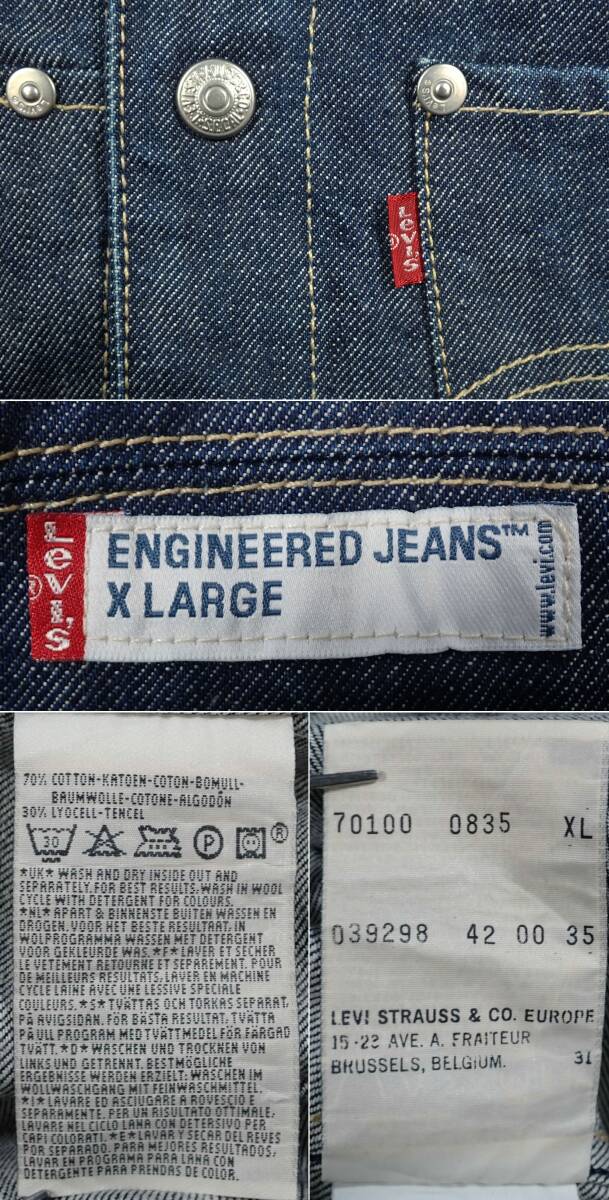 LEVI'S
LEVI'S
LeVI'S
®
LeVI'S
®
ENGINEERED JEANS™
X LARGE
www.levi.com
70% COTTON-KATOEN-COTON-BOMULL-
BAUMWOLLE-COTONE-ALGODÓN
30% LYOCELL-TENCEL
30
P
®
*UK* WASH AND DRY INSIDE OUT AND
SEPARATELY. FOR BEST RESULTS, WASH IN WOOL
CYCLE WITH DETERGENT FOR COLOURS.
*NL* APART & BINNENSTE BUITEN WASSEN EN
DROGEN. VOOR HET BESTE RESULTAAT, IN
WOLPROGRAMMA WASSEN MET DETERGENT
VOOR GEKLEURDE WAS. *F* LAVER ET SECHER
LE VETEMENT RETOURNE ET SEPAREMENT. POUR
DE MEILLEURS RESULTATS, LAVER EN MACHINE
CYCLE LAINE AVEC UNE LESSIVE SPECIALE
COULEURS. *S* TVÄTTAS OCH TORKAS SEPARAT,
PÅ AVIGSIDAN. FÖR BÄSTA RESULTAT, TVÄTTA
PÅ ULL PROGRAM MED TVÄTTMEDEL FÖR FÄRGAD
TVÄTT. *D* WASCHEN UND TROCKNEN VON
LINKS UND GETRENNT. BESTMÖGLICHE
ERGEBNISSE WERDEN ERZIELT: WASCHEN IM
WOLLWASCHGANG MIT FEINWASCHMITTEL.
*I* LAVARE ED ASCIUGARE A ROVESCIO E
SEPARAMENTE. PER UN RISULTATO OTTIMALE,
LAVARE NEL CICLO LANA CON DETERSIVO PER
CAPI COLORATI. *E* LAVAR Y SECAR DEL REVES
POR SEPARADO. PARA MEJORES RESULTADOS,
LAVAR EN PROGRAMA PARA LANA CON
DETERGENTE PARA PRENDAS DE COLOR.
70100 0835 XL
039298 42 00 35
LEVI STRAUSS & CO. EUROPE
15-23 AVE. A. FRAITEUR
BRUSSELS, BELGIUM. 31